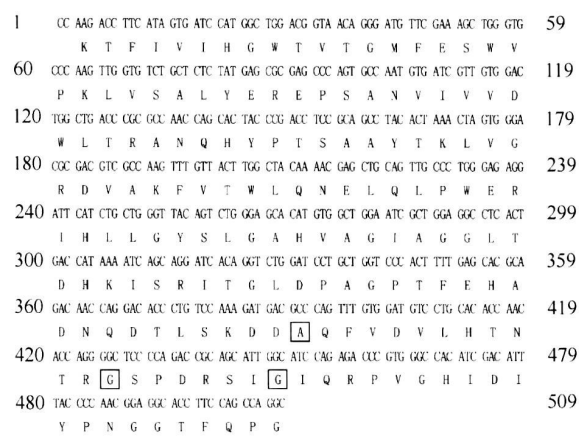 1 CC AAG ACC TTC ATA GTG ATC CAT GGC TGG ACG GTA ACA GGG ATG TTC GAA AGC TGG GTG 59
K T F I V I H G W T V T G M F E S W V
60 CCC AAG TTG GTG TCT GCT CTC TAT GAG CGC GAG CCC AGT GCC AAT GTG ATC GTT GTG GAC 119
P K L V S A L Y E R E P S A N V I V V D
120 TGG CTG ACC CGC GCC AAC CAG CAC TAC CCG ACC TCC GCA GCC TAC ACT AAA CTA GTG GGA 179
W L T R A N Q H Y P T S A A Y T K L V G
180 CGC GAC GTC GCC AAG TTT GTT ACT TGG CTA CAA AAC GAG CTG CAG TTG CCC TGG GAG AGG 239
R D V A K F V T W L Q N E L Q L P W E R
240 ATT CAT CTG CTG GGT TAC AGT CTG GGA GCA CAT GTG GCT GGA ATC GCT GGA GGC CTC ACT 299
I H L L G Y S L G A H V A G I A G G L T
300 GAC CAT AAA ATC AGC AGG ATC ACA GGT CTG GAT CCT GCT GGT CCC ACT TTT GAG CAC GCA 359
D H K I S R I T G L D P A G P T F E H A
360 GAC AAC CAG GAC ACC CTG TCC AAA GAT GAC GCC CAG TTT GTG GAT GTC CTG CAC ACC AAC 419
D N Q D T L S K D D A Q F V D V L H T N
420 ACC AGG GGC TCC CCA GAC CGC AGC ATT GGC ATC CAG AGA CCC GTG GGC CAC ATC GAC ATT 479
T R G S P D R S I G I Q R P V G H I D I
480 TAC CCC AAC GGA GGC ACC TTC CAG CCA GGC 509
Y P N G G T F Q P G